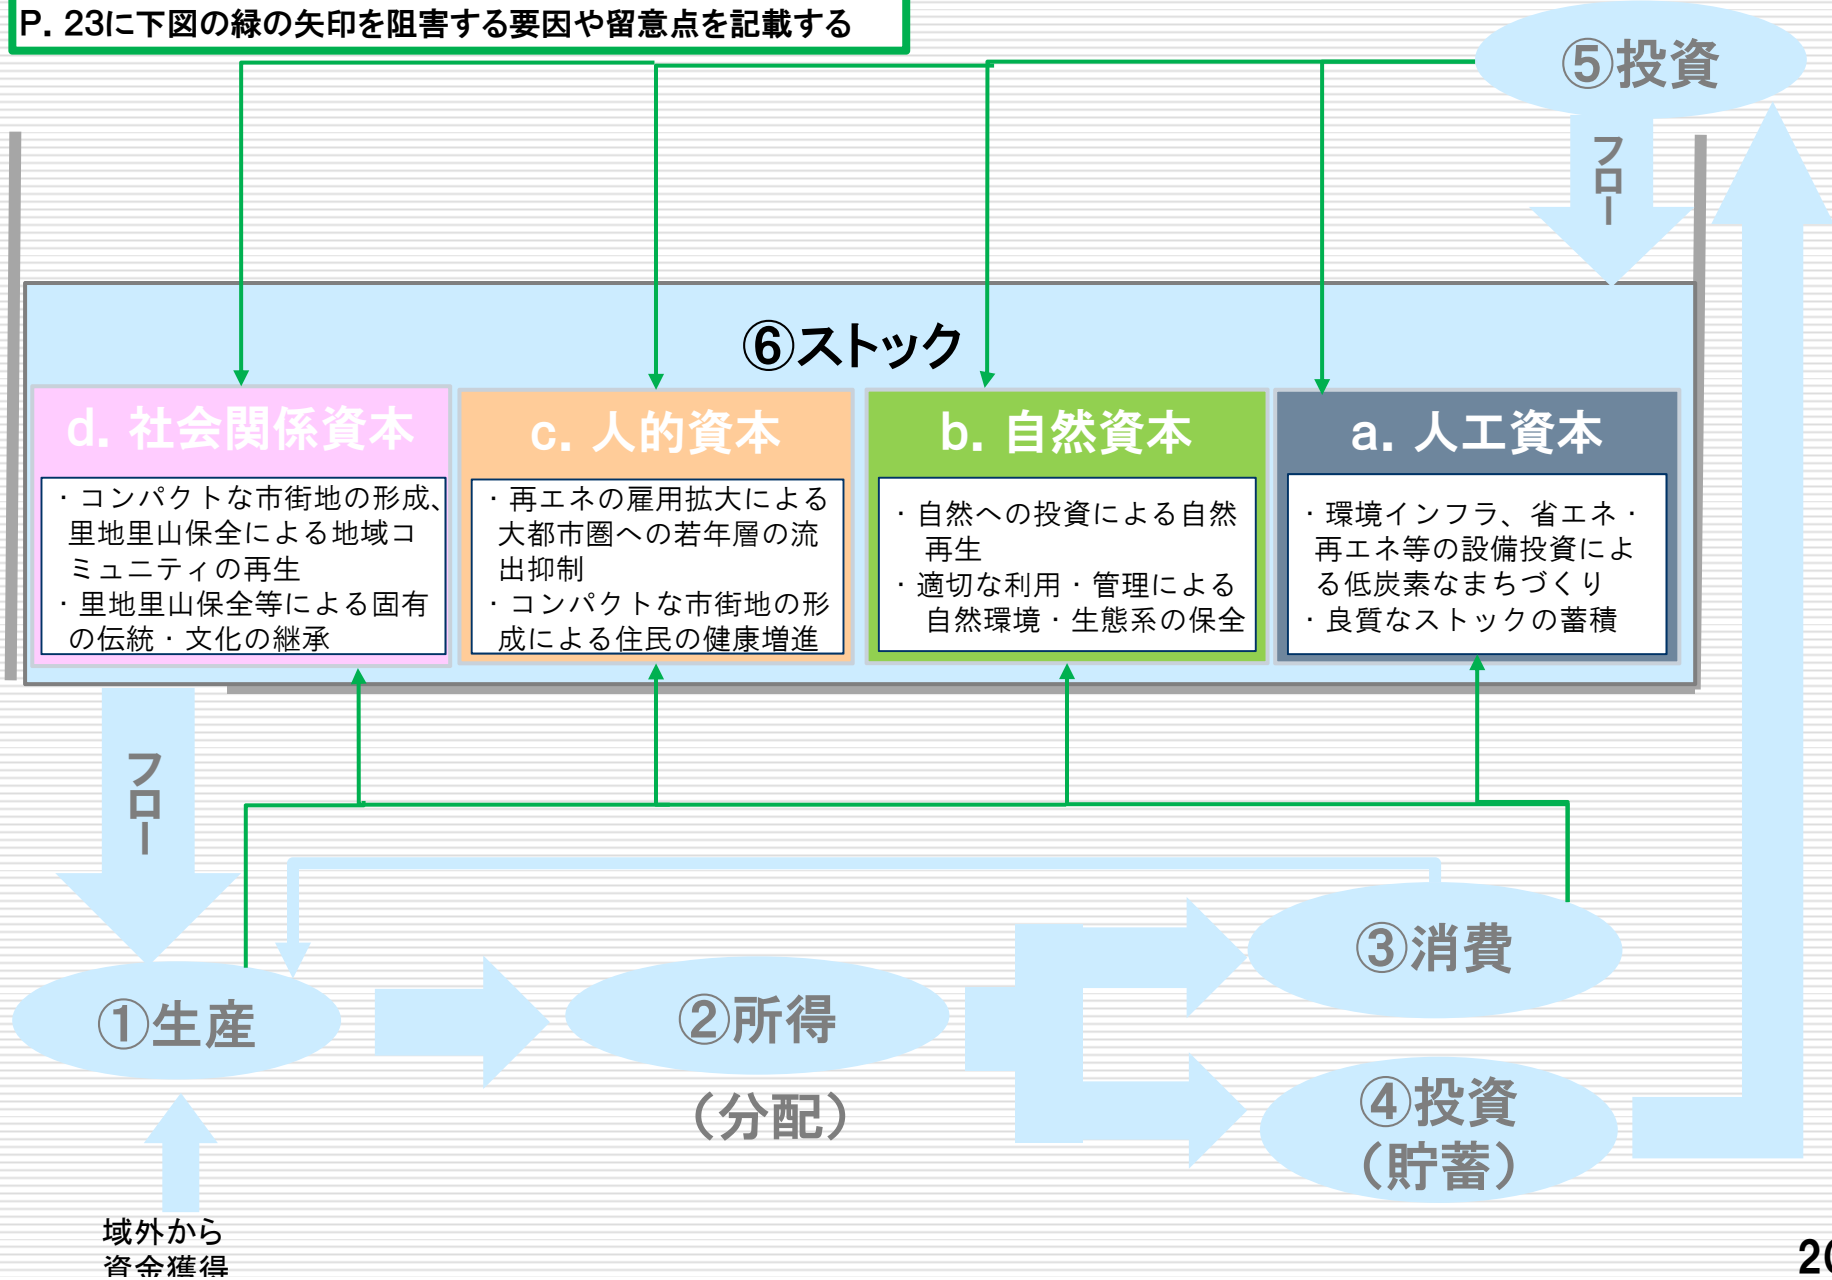 P．23に下図の緑の矢印を阻害する要因や留意点を記載する
⑤投資
フロー
⑥ストック
d．社会関係資本
・コンパクトな市街地の形成、
里地里山保全による地域コ
ミュニティの再生
・里地里山保全等による固有
の伝統・文化の継承
c．人的資本
・再エネの雇用拡大による
大都市圏への若年層の流
出抑制
・コンパクトな市街地の形
成による住民の健康増進
b．自然資本
・自然への投資による自然
再生
・適切な利用・管理による
自然環境・生態系の保全
a．人工資本
・環境インフラ、省エネ・
再エネ等の設備投資によ
る低炭素なまちづくり
・良質なストックの蓄積
フロー
①生産
②所得
（分配）
③消費
④投資
（貯蓄）
域外から
資金獲得